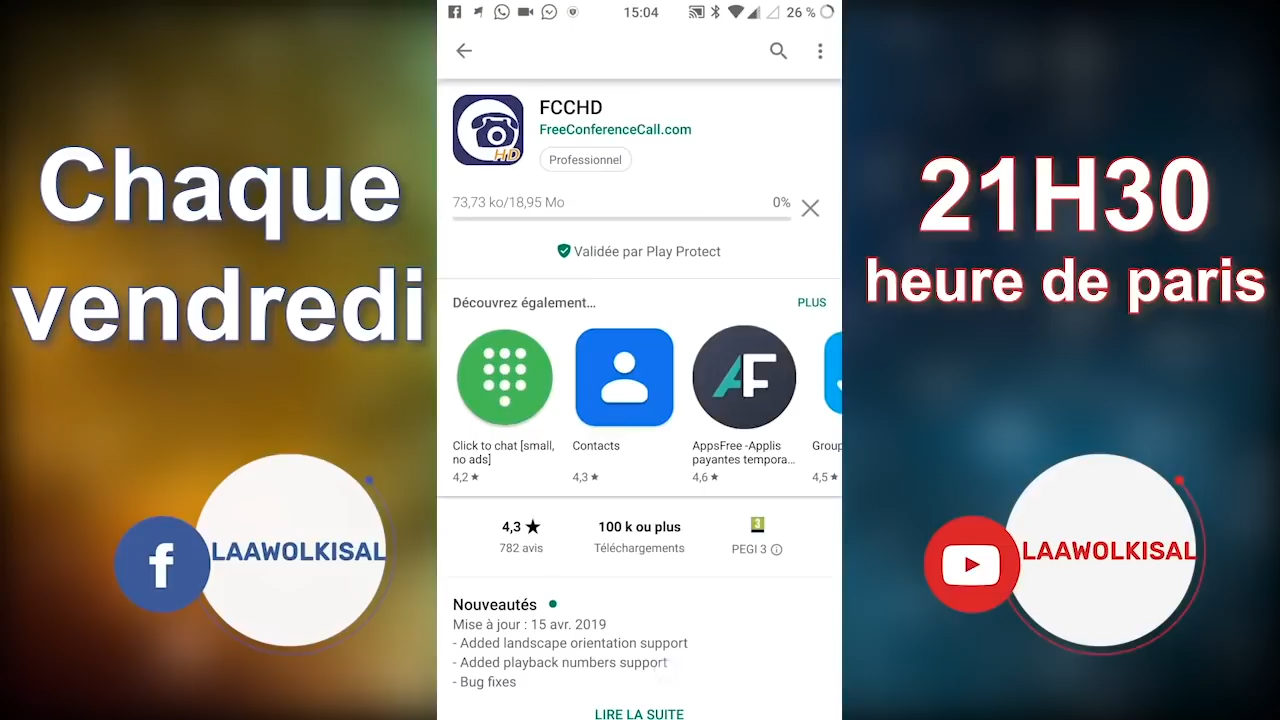 Chaque
vendredi
LAAWOLKISAL
15:04
26 %
FCCHD
FreeConferenceCall.com
HD
Professionnel
73,73 ko/18,95 Mo
0%
Validée par Play Protect
Découvrez également…
PLUS
Click to chat [small,
no ads]
4,2 ★
Contacts
4,3 ★
AF
AppsFree -Applis
payantes tempora…
4,6 ★
Group
4,5 ★
4,3 ★
782 avis
100 k ou plus
Téléchargements
3
PEGI 3
Nouveautés
Mise à jour : 15 avr. 2019
- Added landscape orientation support
- Added playback numbers support
- Bug fixes
LIRE LA SUITE
21H30
heure de paris
LAAWOLKISAL